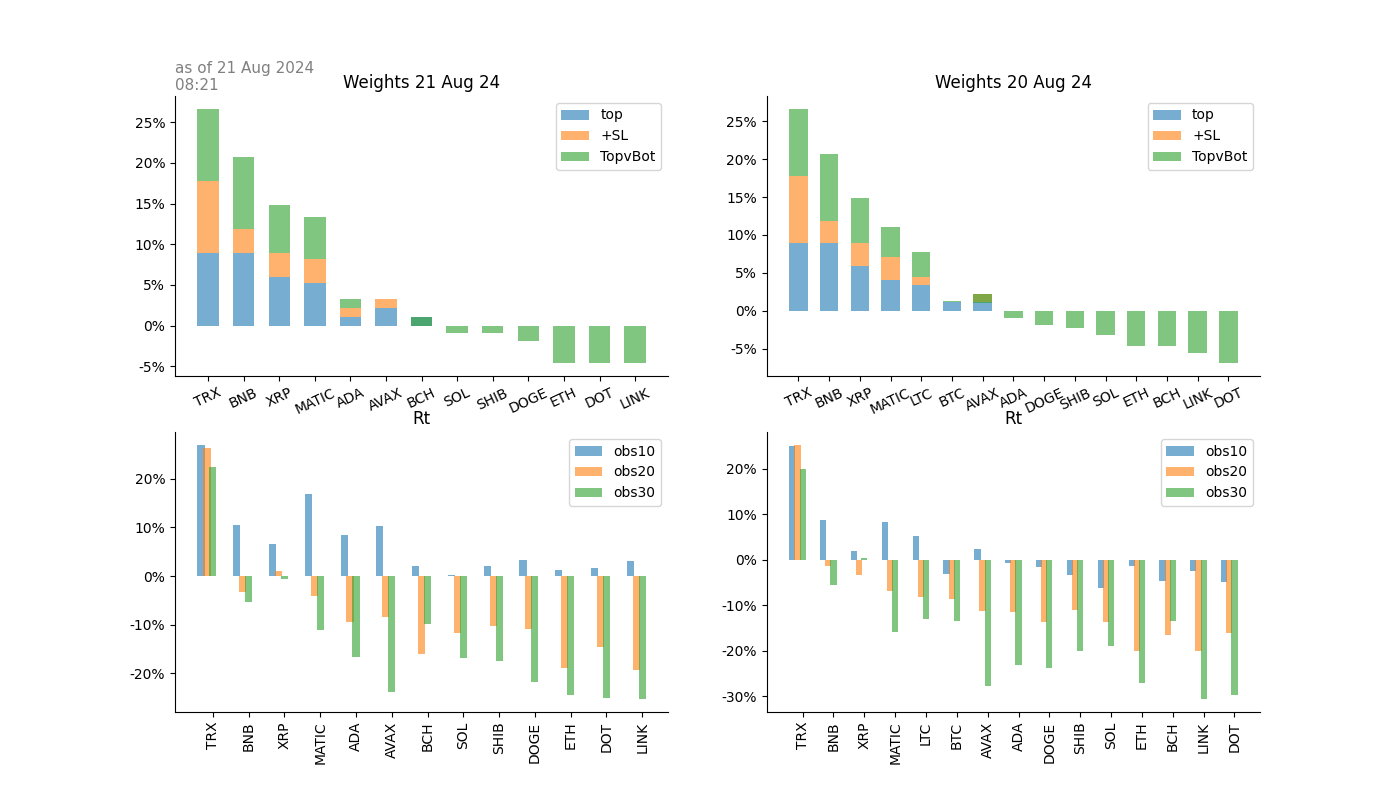 as of 21 Aug 2024
08:21
Weights 21 Aug 24
top
+SL
TopvBot
25%
20%
15%
10%
5%
0%
-5%
TRX BNB XRP MATIC ADA AVAX BCH SOL SHIB DOGE ETH DOT LINK
Weights 20 Aug 24
top
+SL
TopvBot
25%
20%
15%
10%
5%
0%
-5%
TRX BNB XRP MATIC LTC BTC AVAX ADA DOGE SHIB SOL ETH BCH LINK DOT
Rt
obs10
obs20
obs30
20%
10%
0%
-10%
-20%
TRX BNB XRP MATIC ADA AVAX BCH SOL SHIB DOGE ETH DOT LINK
Rt
obs10
obs20
obs30
20%
10%
0%
-10%
-20%
-30%
TRX BNB XRP MATIC LTC BTC AVAX ADA DOGE SHIB SOL ETH BCH LINK DOT